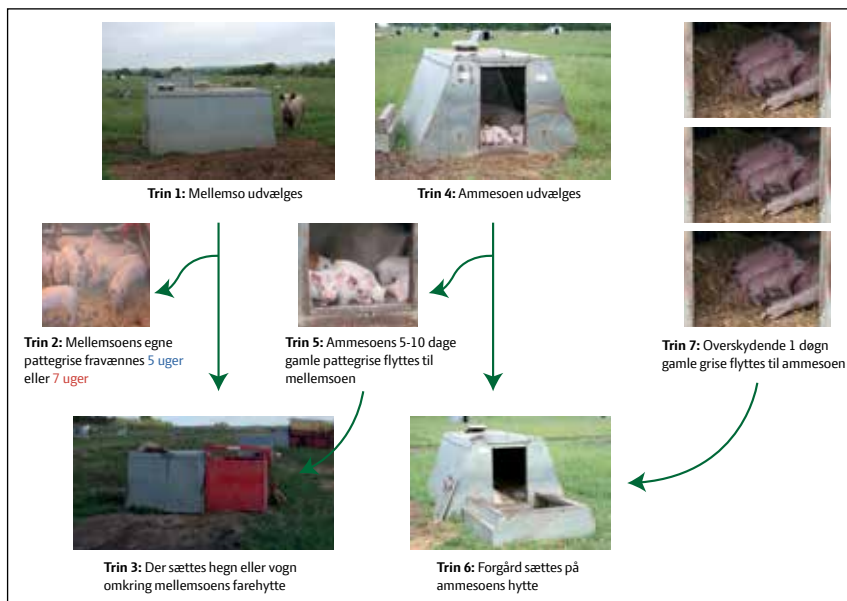 Trin 1: Mellemso udvælges
Trin 4: Ammesoen udvælges
Trin 2: Mellemsoens egne
pattegrise fravænnes 5 uger
eller 7 uger
Trin 5: Ammesoens 5-10 dage
gamle pattegrise flyttes til
mellemsoen
Trin 7: Overskydende 1 døgn
gamle grise flyttes til ammesoen
Trin 3: Der sættes hegn eller vogn
omkring mellemsoens farehytte
Trin 6: Forgård sættes på
ammesoens hytte